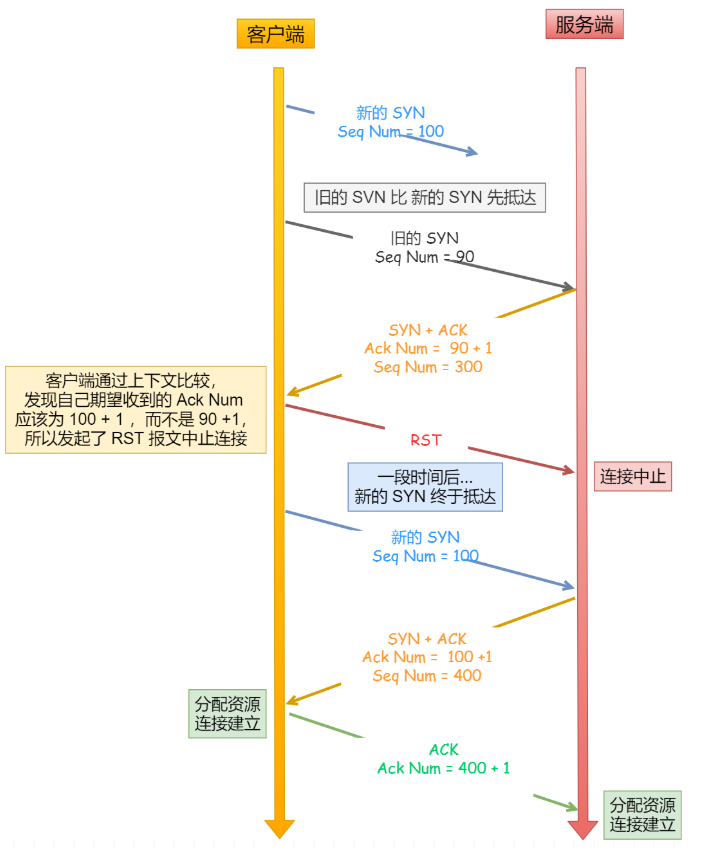 客户端
服务端
新的 SYN
Seq Num = 100
旧的 SVN 比 新的 SYN 先抵达
旧的 SYN
Seq Num = 90
SYN + ACK
Ack Num = 90 + 1
Seq Num = 300
客户端通过上下文比较，
发现自己期望收到的 Ack Num
应该为 100 + 1 ，而不是 90 +1，
所以发起了 RST 报文中止连接
RST
连接中止
一段时间后...
新的 SYN 终于抵达
新的 SYN
Seq Num = 100
SYN + ACK
Ack Num = 100 +1
Seq Num = 400
分配资源
连接建立
ACK
Ack Num = 400 + 1
分配资源
连接建立